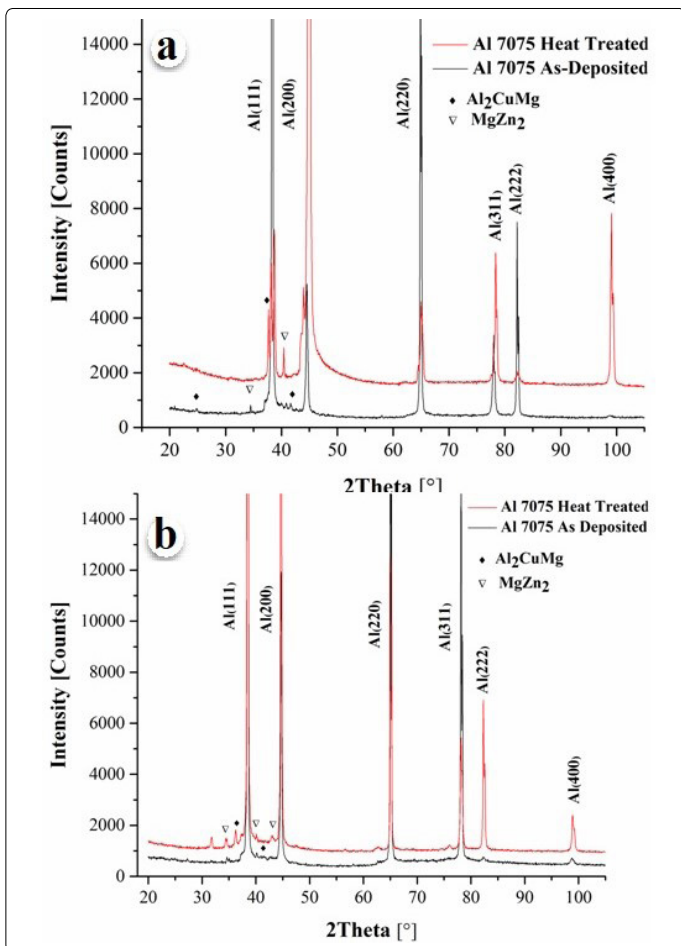 a
Al 7075 Heat Treated
Al 7075 As-Deposited
♦ Al₂CuMg
▽ MgZn₂
Al(111)
Al(200)
Al(220)
Al(311)
Al(222)
Al(400)
14000
12000
10000
8000
6000
4000
2000
0
Intensity [Counts]
20 30 40 50 60 70 80 90 100
2Theta [°]
b
Al 7075 Heat Treated
Al 7075 As Deposited
♦ Al₂CuMg
▽ MgZn₂
Al(111)
Al(200)
Al(220)
Al(311)
Al(222)
Al(400)
14000
12000
10000
8000
6000
4000
2000
0
Intensity [Counts]
20 30 40 50 60 70 80 90 100
2Theta [°]